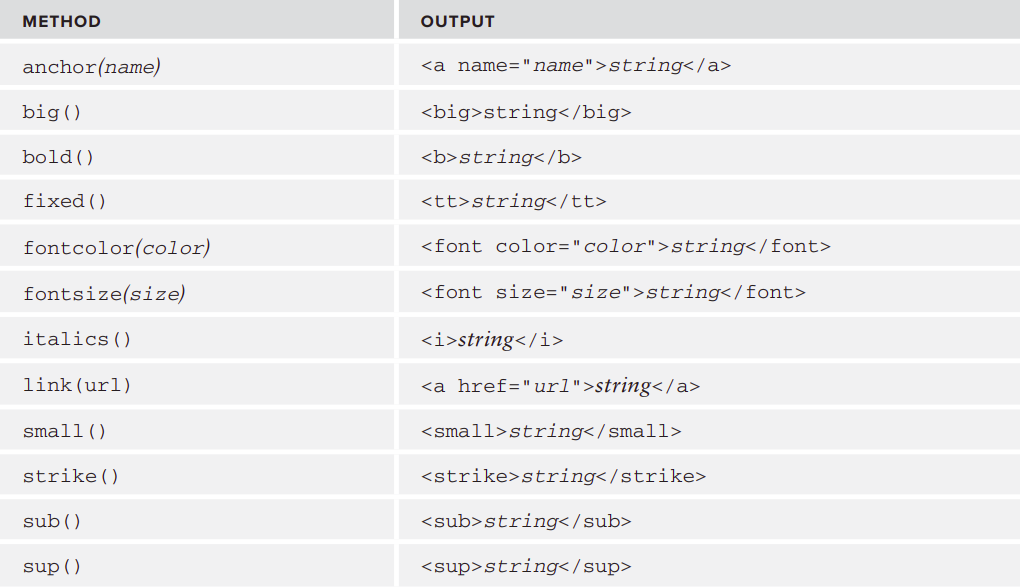 METHOD OUTPUT
anchor(name) <a name="name">string</a>
big() <big>string</big>
bold() <b>string</b>
fixed() <tt>string</tt>
fontcolor(color) <font color="color">string</font>
fontsize(size) <font size="size">string</font>
italics() <i>string</i>
link(url) <a href="url">string</a>
small() <small>string</small>
strike() <strike>string</strike>
sub() <sub>string</sub>
sup() <sup>string</sup>